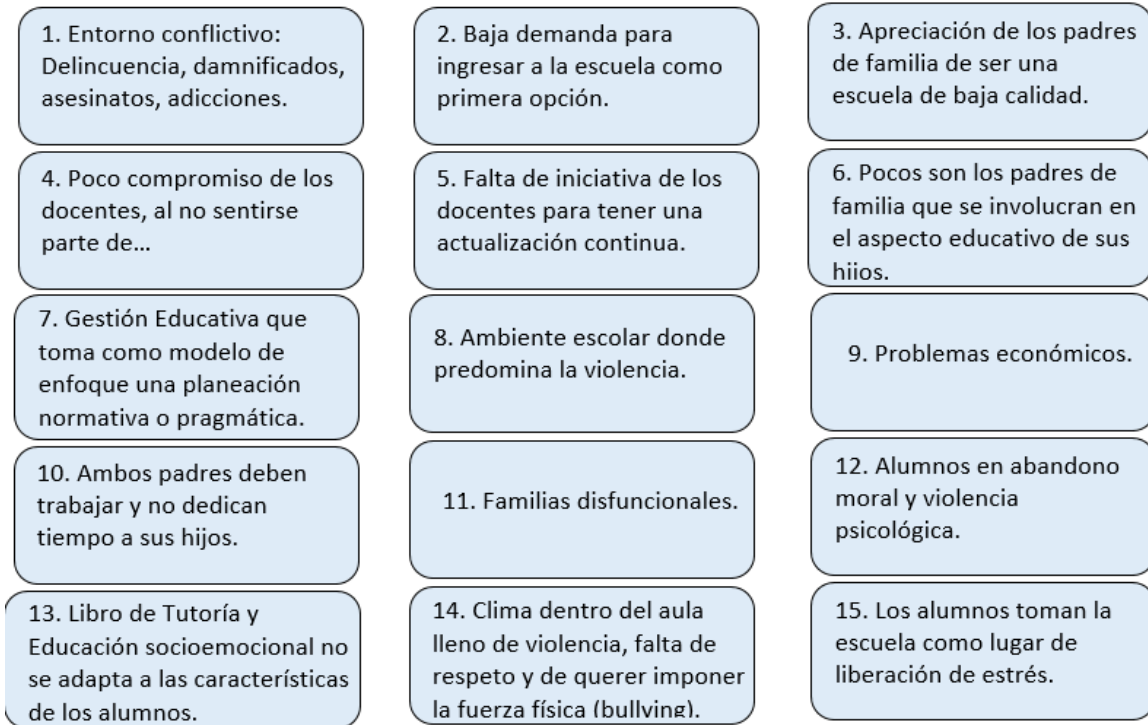 1. Entorno conflictivo:
Delincuencia, damnificados,
asesinatos, adicciones.
2. Baja demanda para
ingresar a la escuela como
primera opción.
3. Apreciación de los padres
de familia de ser una
escuela de baja calidad.
4. Poco compromiso de los
docentes, al no sentirse
parte de...
5. Falta de iniciativa de los
docentes para tener una
actualización continua.
6. Pocos son los padres de
familia que se involucran en
el aspecto educativo de sus
hijos.
7. Gestión Educativa que
toma como modelo de
enfoque una planeación
normativa o pragmática.
8. Ambiente escolar donde
predomina la violencia.
9. Problemas económicos.
10. Ambos padres deben
trabajar y no dedican
tiempo a sus hijos.
11. Familias disfuncionales.
12. Alumnos en abandono
moral y violencia
psicológica.
13. Libro de Tutoría y
Educación socioemocional no
se adapta a las características
de los alumnos.
14. Clima dentro del aula
lleno de violencia, falta de
respeto y de querer imponer
la fuerza física (bullying).
15. Los alumnos toman la
escuela como lugar de
liberación de estrés.